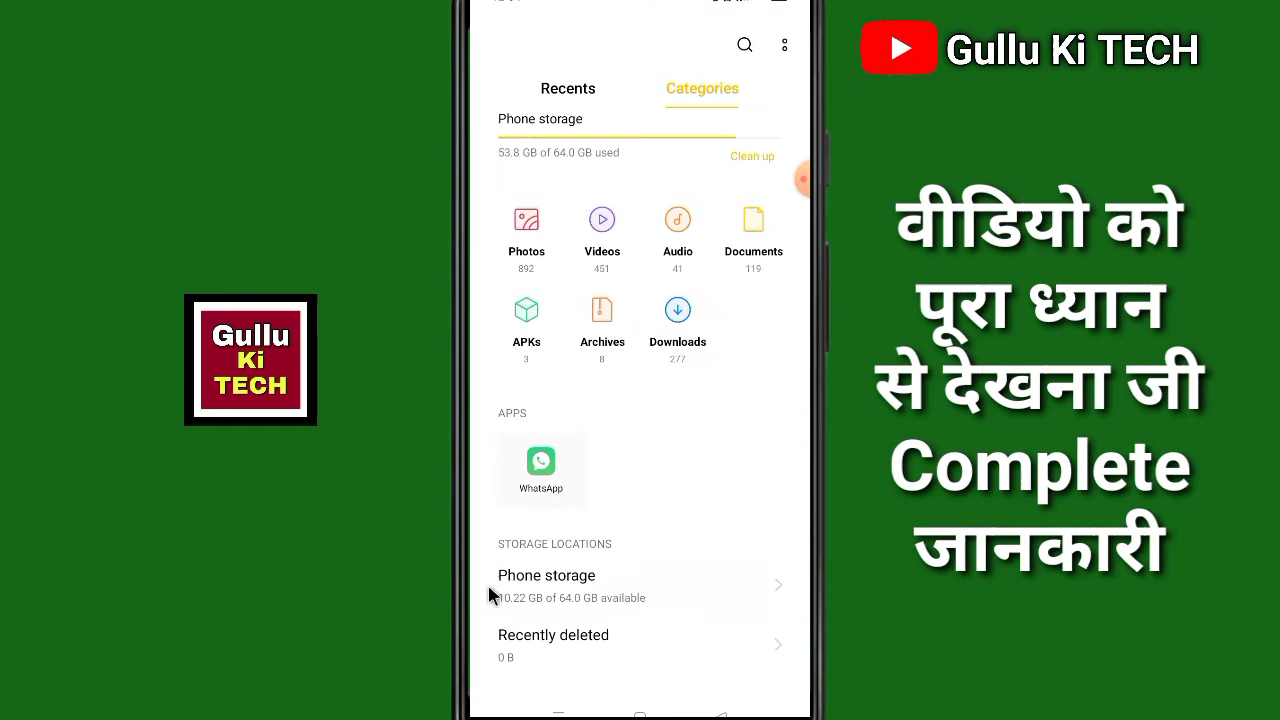 Gullu Ki TECH
Recents
Categories
Phone storage
53.8 GB of 64.0 GB used
Clean up
Photos
892
Videos
451
Audio
41
Documents
119
APKs
3
Archives
8
Downloads
277
APPS
WhatsApp
STORAGE LOCATIONS
Phone storage
10.22 GB of 64.0 GB available
Recently deleted
0 B
Gullu
Ki
TECH
वीडियो को
पूरा ध्यान
से देखना जी
Complete
जानकारी